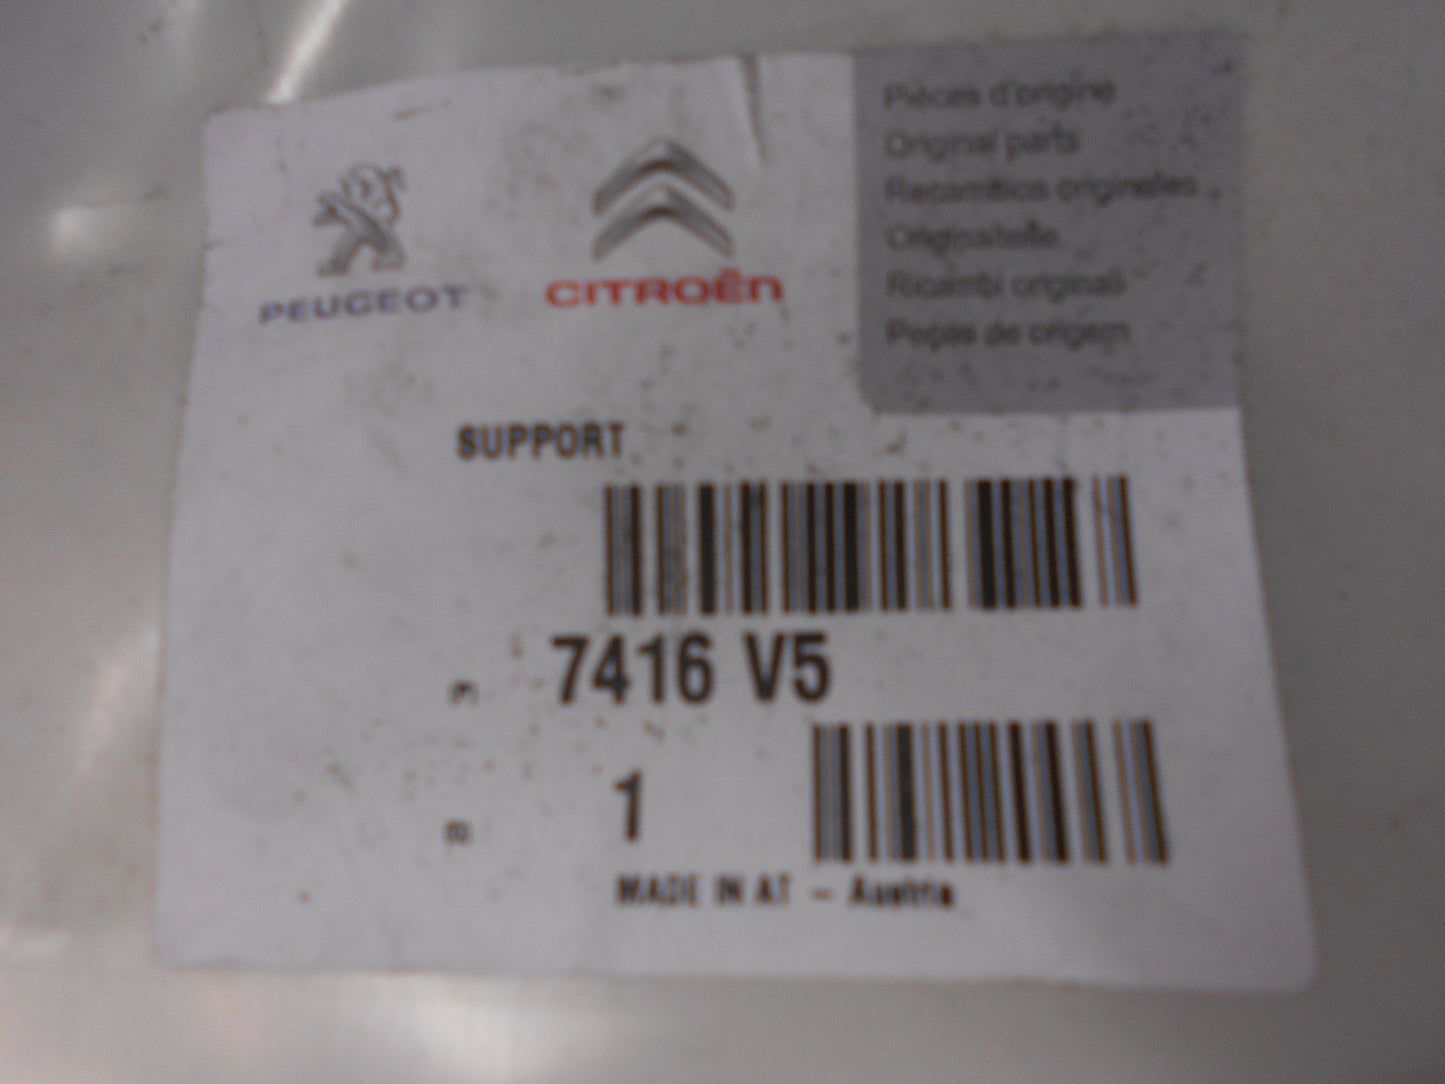 PEUGEOT
CITROËN
Pièces d'origine
Original parts
Recambios originales
Originalteile
Ricambi originali
Peças de origem
SUPPORT
7416 V5
1
MADE IN AT - Austria